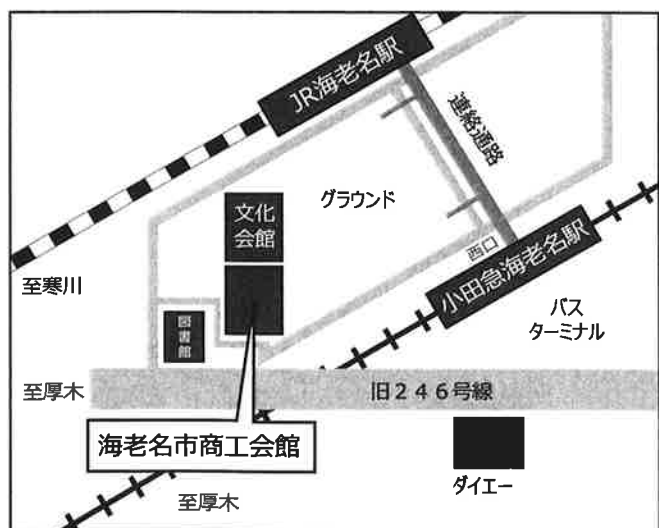 JR海老名駅
連絡通路
グラウンド
文化
会館
西口
小田急海老名駅
至寒川
図書館
バス
ターミナル
至厚木
旧246号線
海老名市商工会館
ダイエー
至厚木